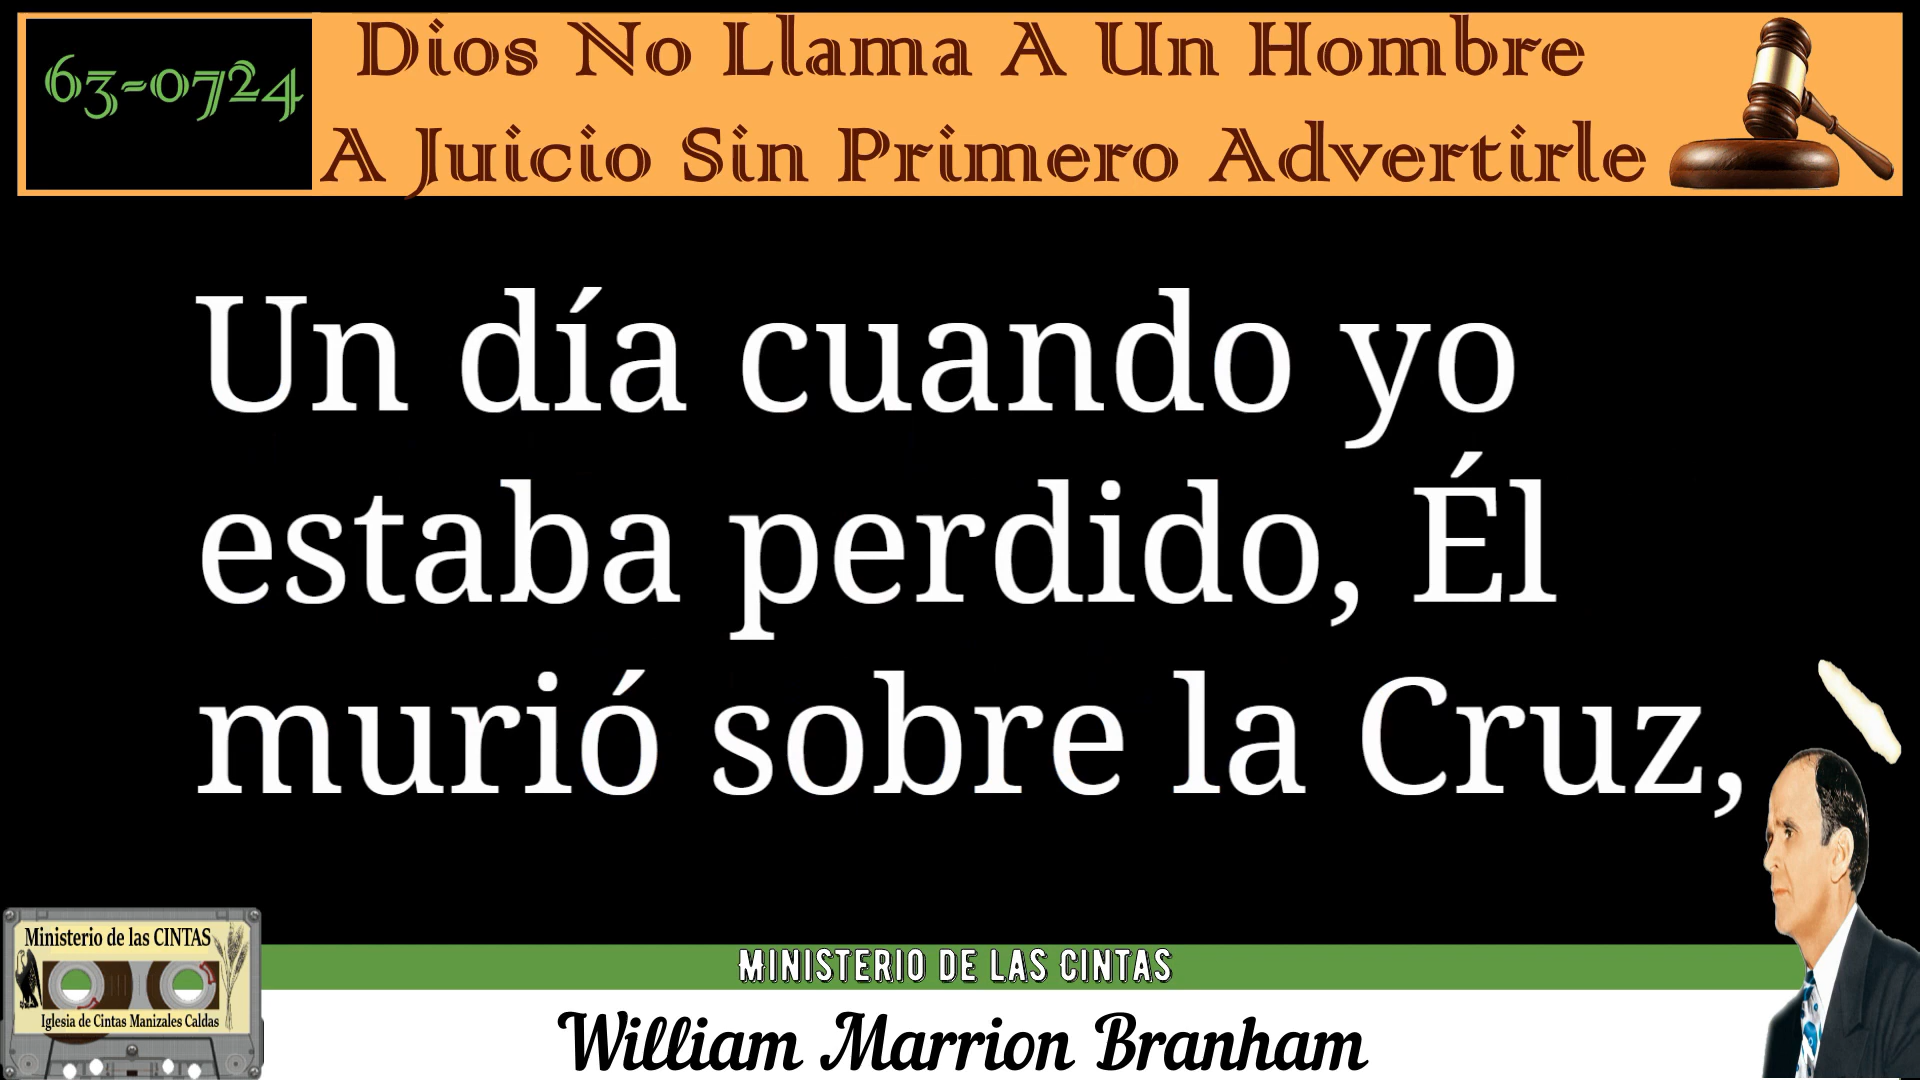 63-0724
Dios No Llama A Un Hombre
A Juicio Sin Primero Advertirle
Un día cuando yo
estaba perdido, Él
murió sobre la Cruz,
Ministerio de las CINTAS
Iglesia de Cintas Manizales Caldas
MINISTERIO DE LAS CINTAS
William Marrion Branham